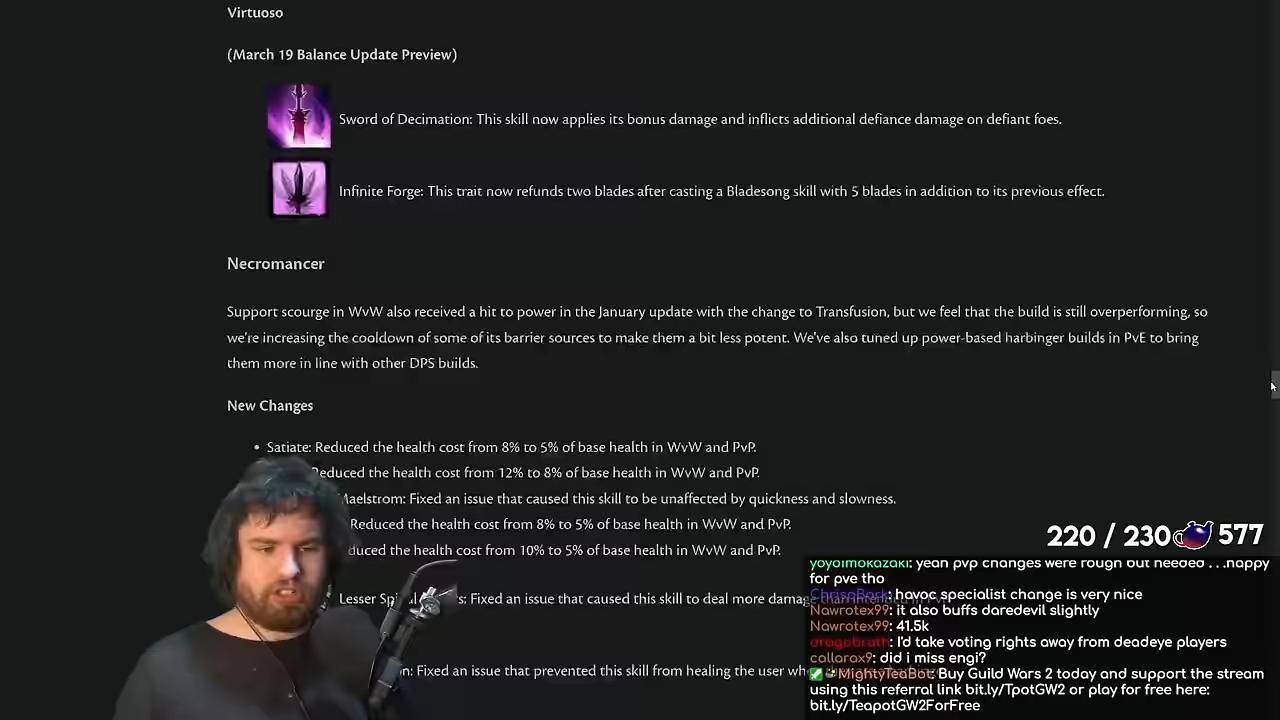 Virtuoso
(March 19 Balance Update Preview)
Sword of Decimation: This skill now applies its bonus damage and inflicts additional defiance damage on defiant foes.
Infinite Forge: This trait now refunds two blades after casting a Bladesong skill with 5 blades in addition to its previous effect.
Necromancer
Support scourge in WvW also received a hit to power in the January update with the change to Transfusion, but we feel that the build is still overperforming, so
we're increasing the cooldown of some of its barrier sources to make them a bit less potent. We've also tuned up power-based harbinger builds in PvE to bring
them more in line with other DPS builds.
New Changes
• Satiate: Reduced the health cost from 8% to 5% of base health in WvW and PvP.
Reduced the health cost from 12% to 8% of base health in WvW and PvP.
Maelstrom: Fixed an issue that caused this skill to be unaffected by quickness and slowness.
Reduced the health cost from 8% to 5% of base health in WvW and PvP.
duced the health cost from 10% to 5% of base health in WvW and PvP.
Lesser : Fixed an issue that caused this skill to deal more damage than intended
on: Fixed an issue that prevented this skill from healing the user
220 / 230 577
yoyoimokazaki: yeah pvp changes were rough but needed . . .happy
for pve tho
ChrispBork: havoc specialist change is very nice
Nawrotex99: it also buffs daredevil slightly
Nawrotex99: 41.5k
dragobrath: I'd take voting rights away from deadeye players
callarax9: did i miss engi?
MightyTeaBot: Buy Guild Wars 2 today and support the stream
using this referral link bit.ly/TpotGW2 or play for free here:
bit.ly/TeapotGW2ForFree